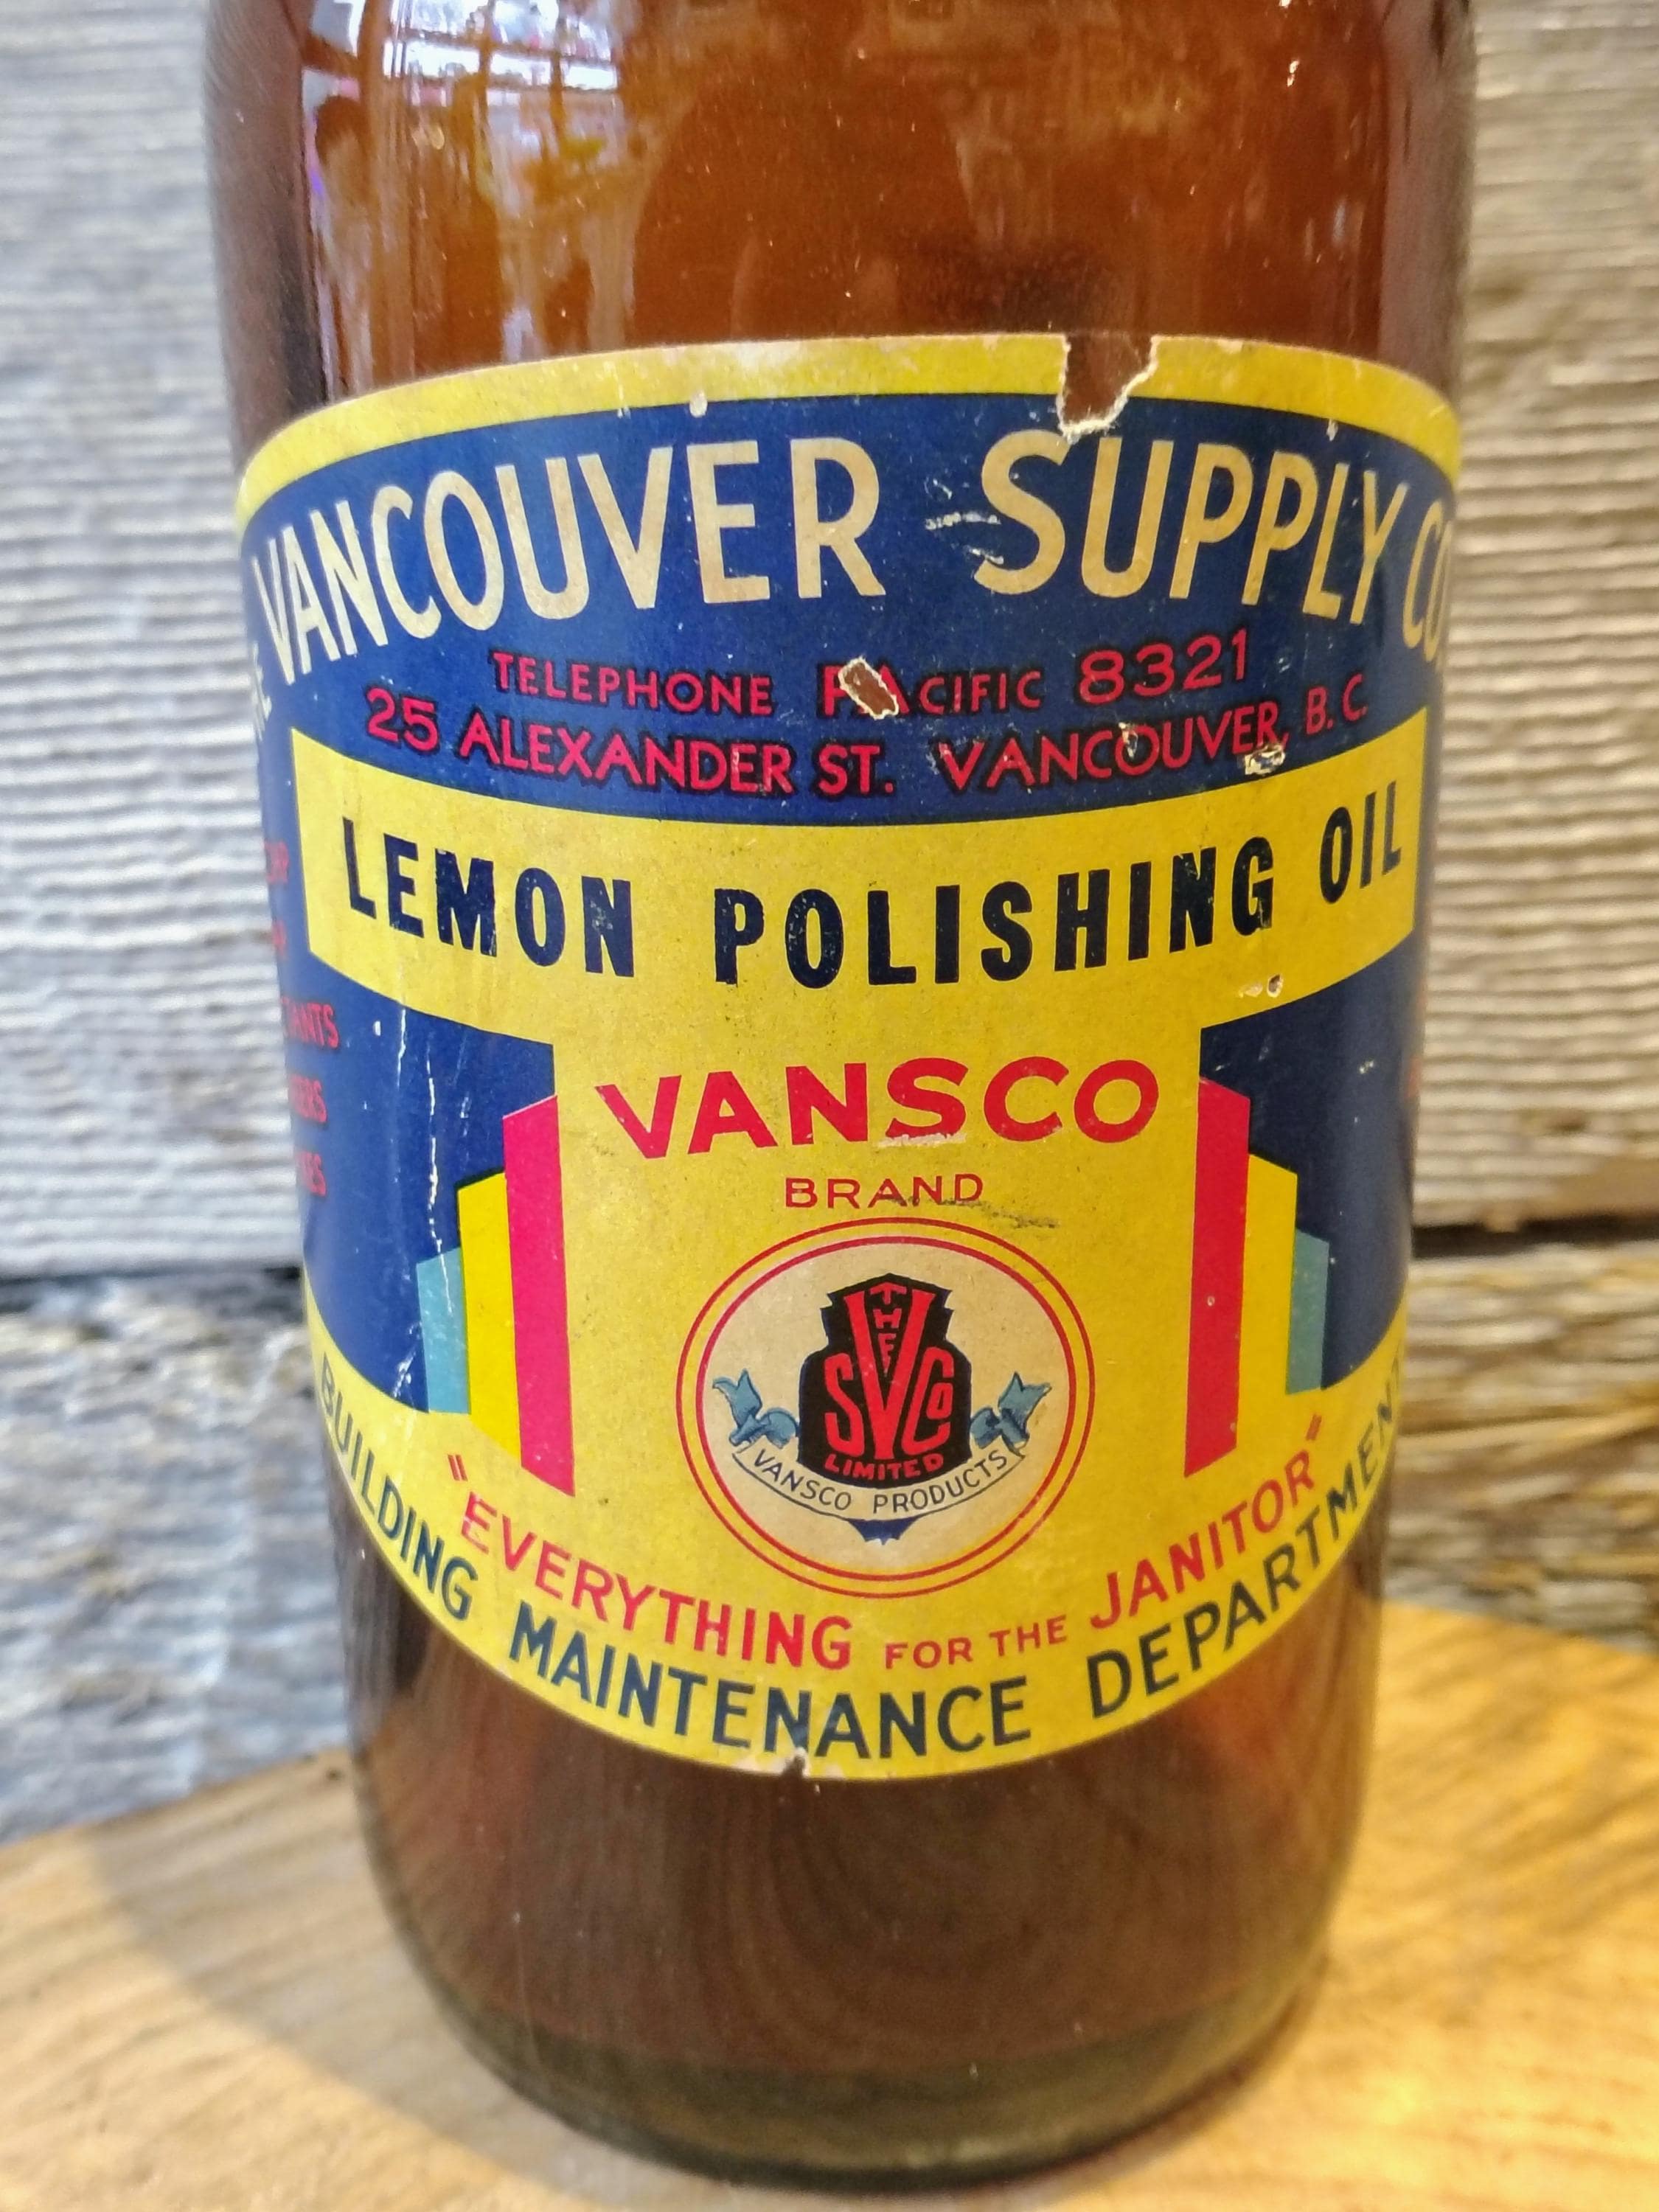 VANCOUVER SUPPLY CO.
TELEPHONE PACIFIC 8321
25 ALEXANDER ST. VANCOUVER, B.C.
LEMON POLISHING OIL
VANSCO
BRAND
THE
SVCo
LIMITED
VANSCO PRODUCTS
"EVERYTHING FOR THE JANITOR"
BUILDING MAINTENANCE DEPARTMENT